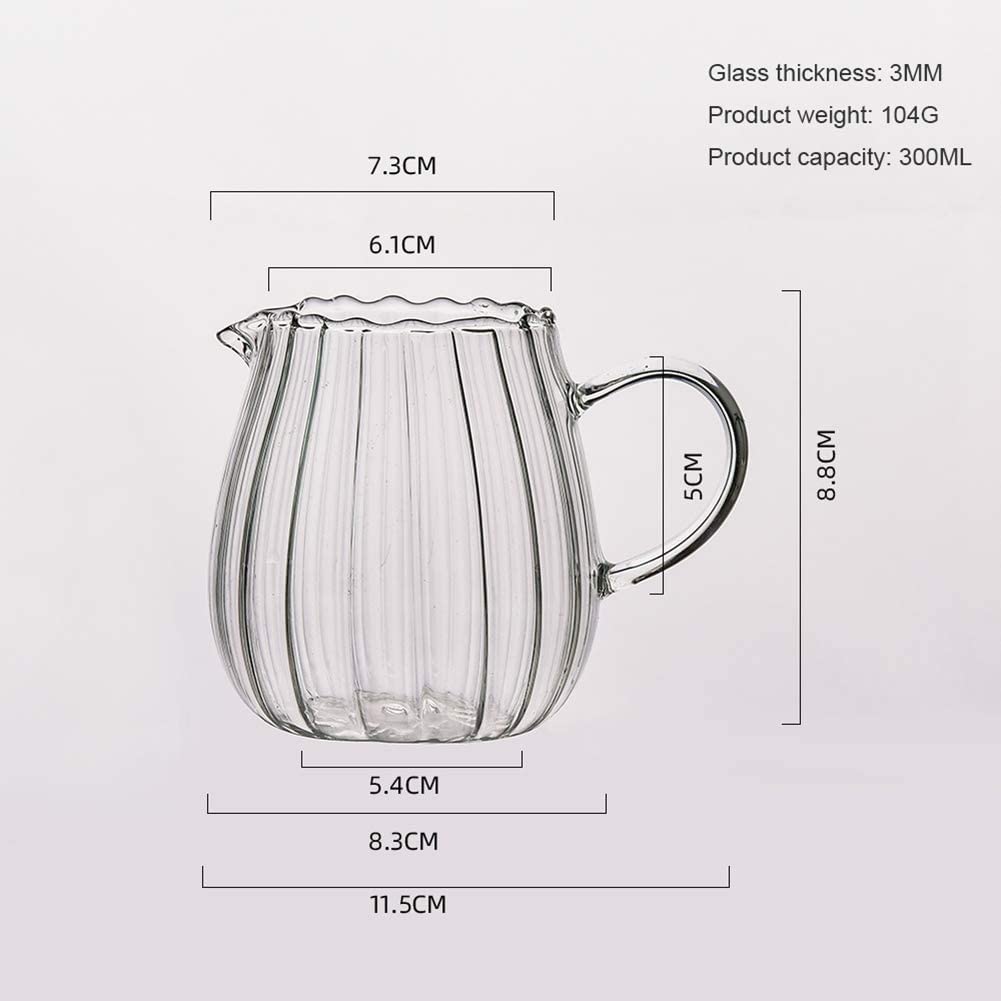 Glass thickness: 3MM
Product weight: 104G
Product capacity: 300ML
7.3CM
6.1CM
5CM
8.8CM
5.4CM
8.3CM
11.5CM